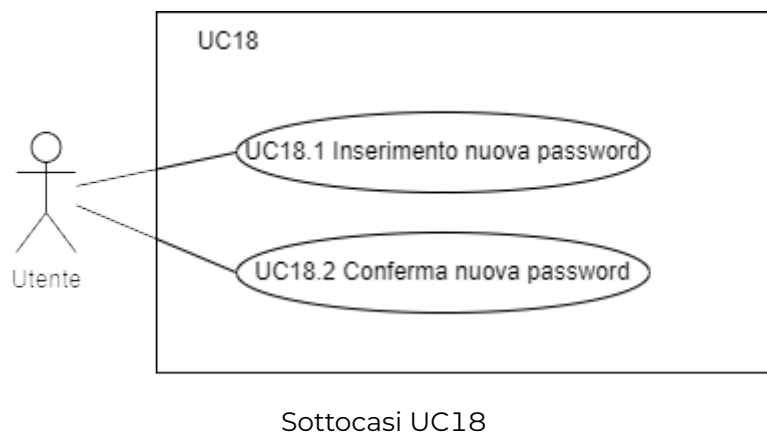 UC18
UC18.1 Inserimento nuova password
UC18.2 Conferma nuova password
Utente
Sottocasi UC18